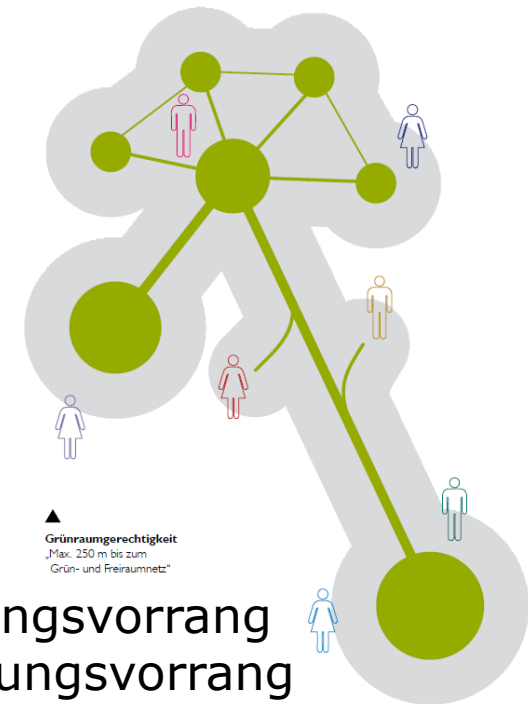 Grünraumgerechtigkeit
„Max. 250 m bis zum
Grün- und Freiraumnetz“
ngsvorrang
ungsvorrang